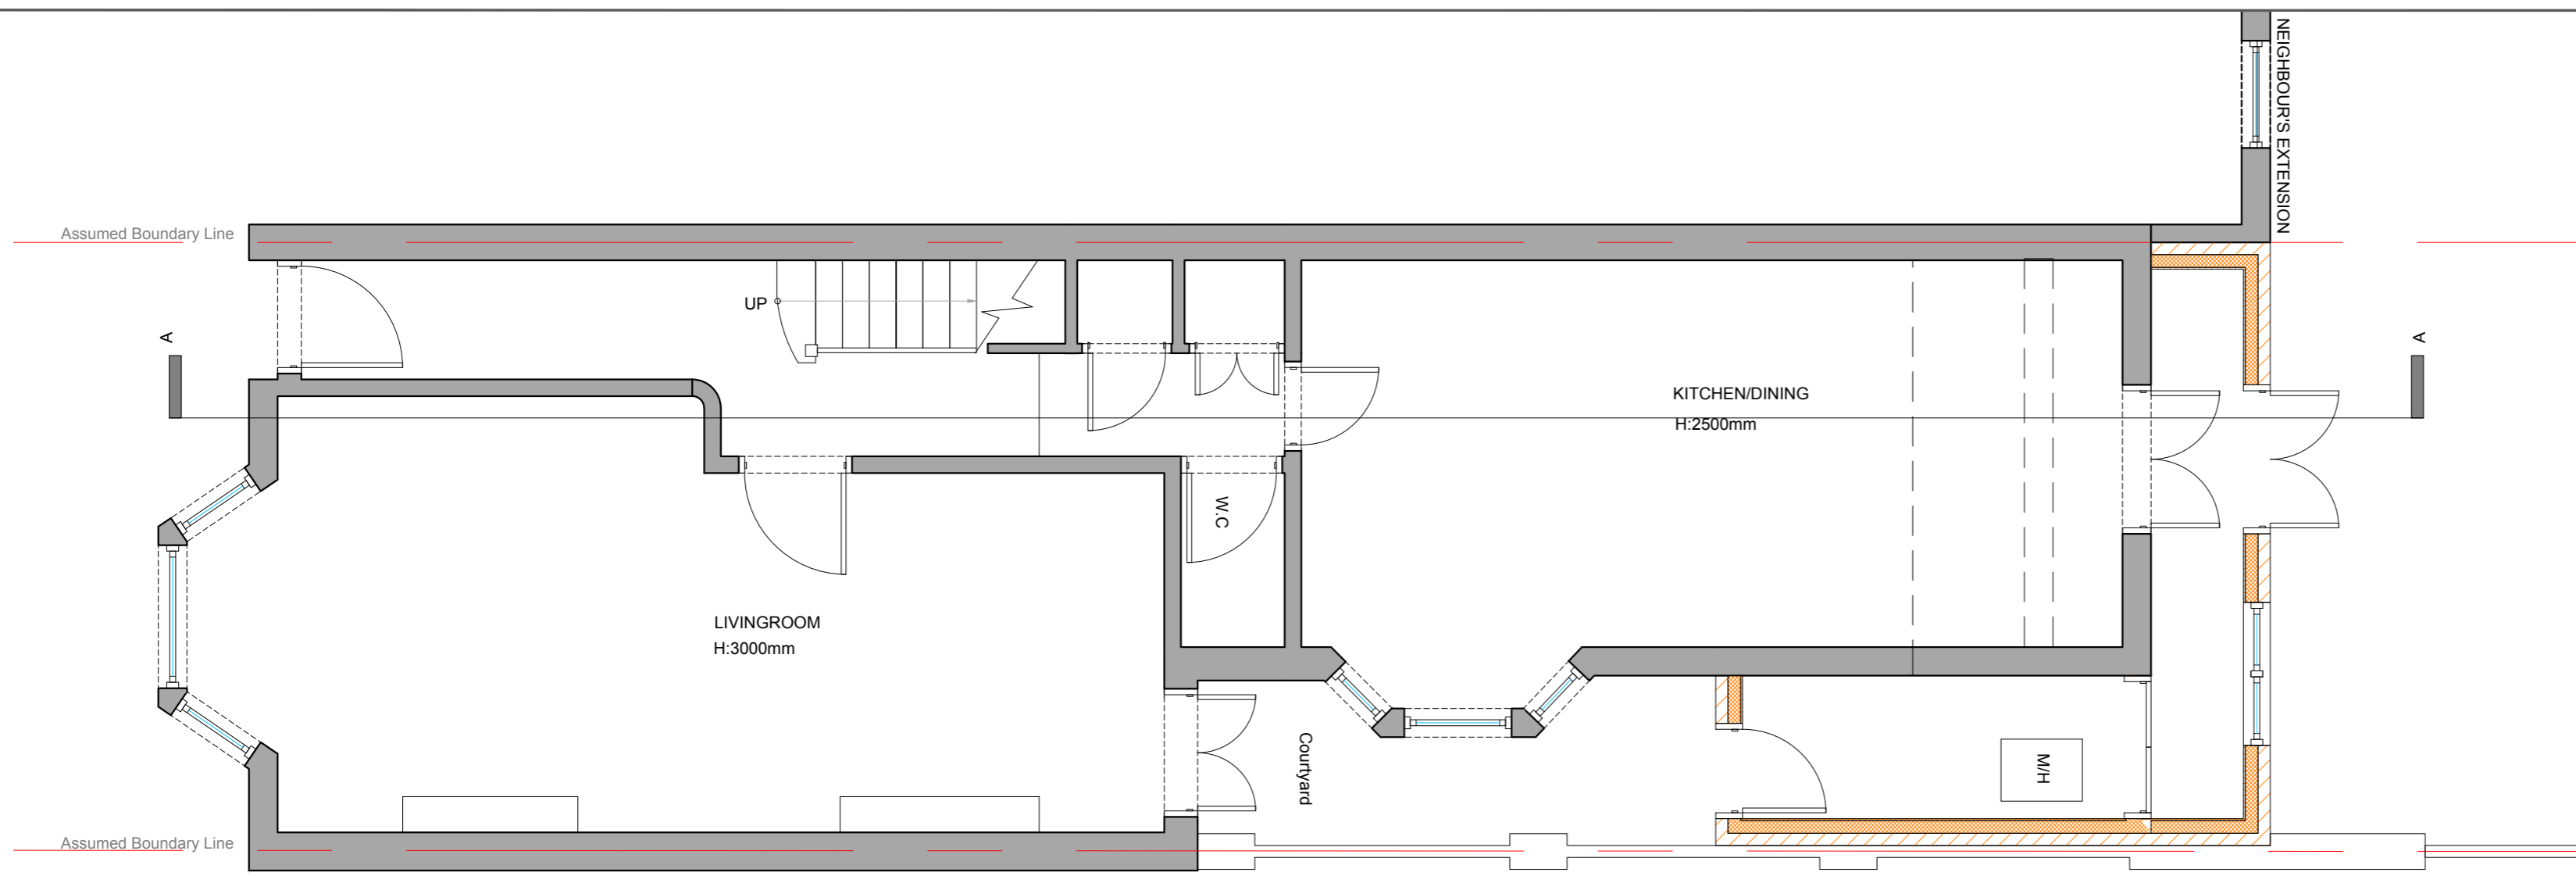 NEIGHBOUR'S EXTENSION
Assumed Boundary Line
UP
A
A
KITCHEN/DINING
H:2500mm
W.C
LIVINGROOM
H:3000mm
Courtyard
M/H
Assumed Boundary Line